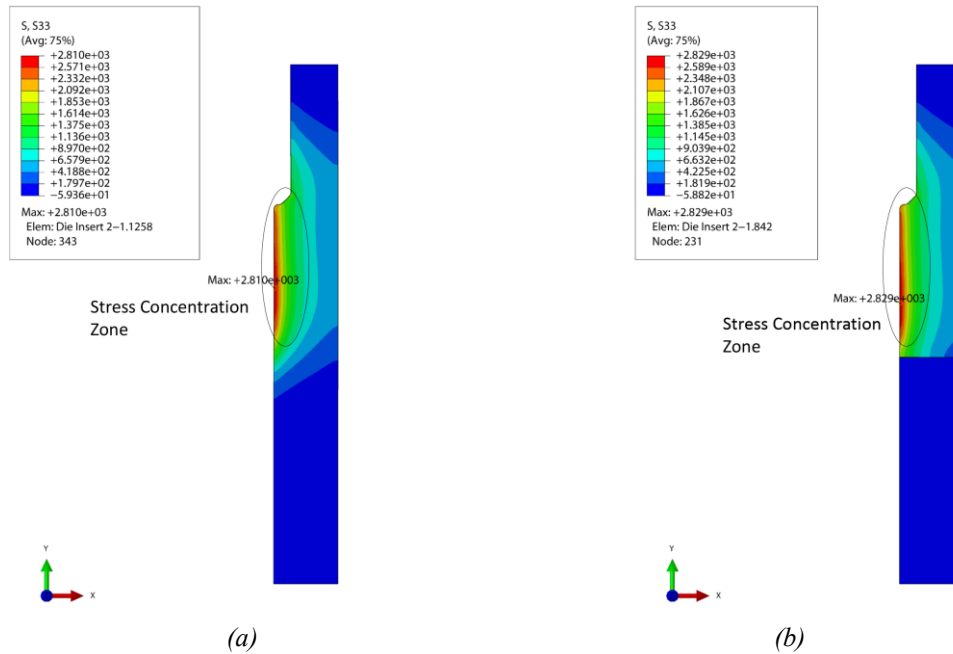 S, S33
(Avg: 75%)
+2.810e+03
+2.571e+03
+2.332e+03
+2.092e+03
+1.853e+03
+1.614e+03
+1.375e+03
+1.136e+03
+8.970e+02
+6.579e+02
+4.188e+02
+1.797e+02
−5.936e+01
Max: +2.810e+03
Elem: Die Insert 2−1.1258
Node: 343
Max: +2.810e+003
Stress Concentration
Zone
Y
X
(a)
S, S33
(Avg: 75%)
+2.829e+03
+2.589e+03
+2.348e+03
+2.107e+03
+1.867e+03
+1.626e+03
+1.385e+03
+1.145e+03
+9.039e+02
+6.632e+02
+4.225e+02
+1.819e+02
−5.882e+01
Max: +2.829e+03
Elem: Die Insert 2−1.842
Node: 231
Max: +2.829e+003
Stress Concentration
Zone
Y
X
(b)